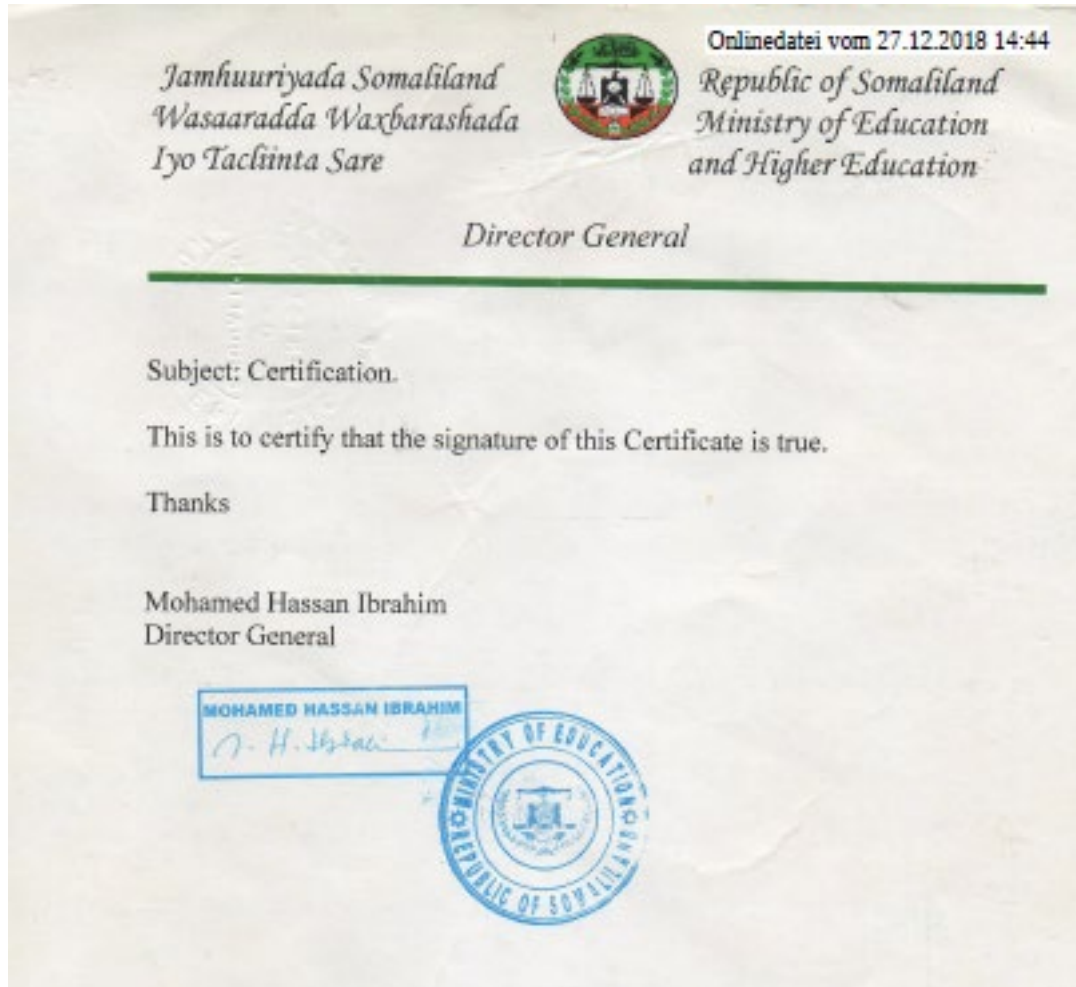 Onlinedatei vom 27.12.2018 14:44
Jamhuuriyada Somaliland
Wasaaradda Waxbarashada
Iyo Tacliinta Sare
Republic of Somaliland
Ministry of Education
and Higher Education
Director General
Subject: Certification.
This is to certify that the signature of this Certificate is true.
Thanks
Mohamed Hassan Ibrahim
Director General
MOHAMED HASSAN IBRAHIM
MINISTRY OF EDUCATION
REPUBLIC OF SOMALILAND